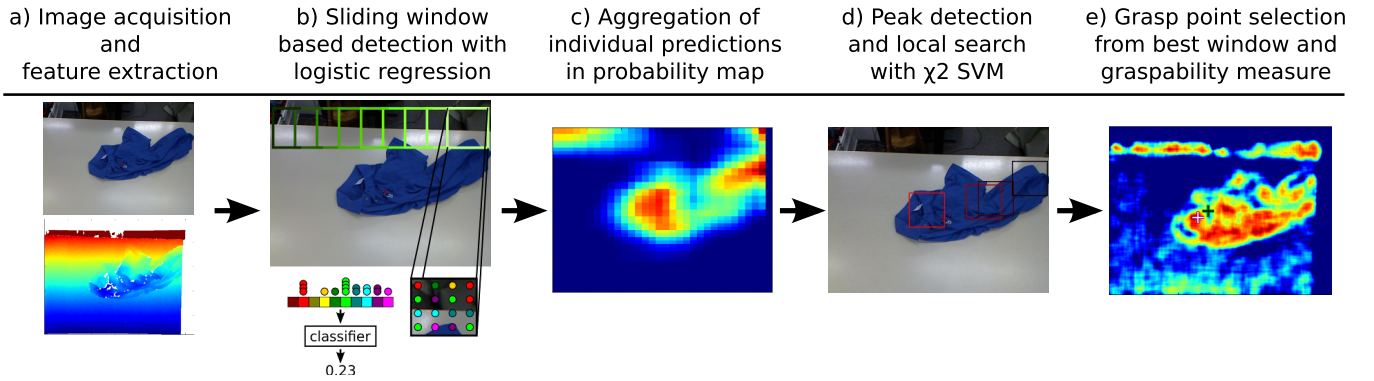 a) Image acquisition
and
feature extraction
b) Sliding window
based detection with
logistic regression
c) Aggregation of
individual predictions
in probability map
d) Peak detection
and local search
with χ2 SVM
e) Grasp point selection
from best window and
graspability measure
classifier
0.23